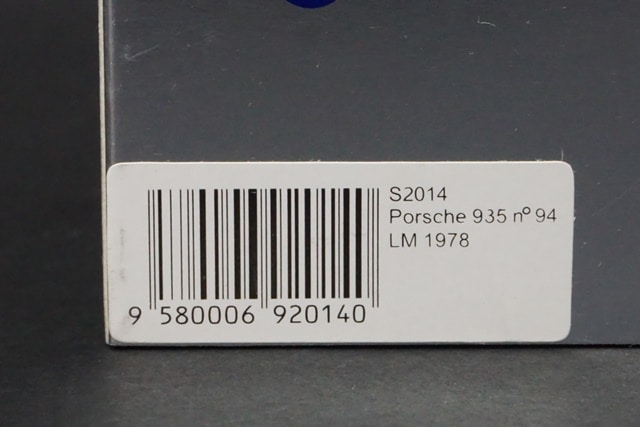 S2014
Porsche 935 nº 94
LM 1978
9 580006 920140